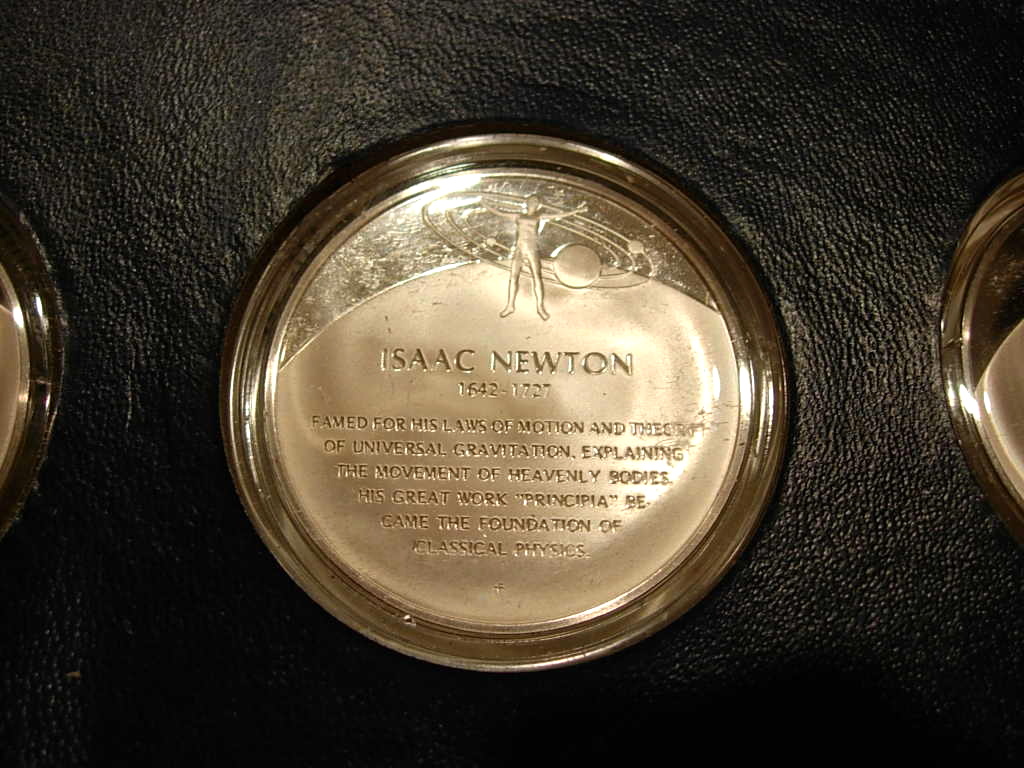 ISAAC NEWTON
1642-1727
FAMED FOR HIS LAWS OF MOTION AND THEORY
OF UNIVERSAL GRAVITATION, EXPLAINING
THE MOVEMENT OF HEAVENLY BODIES.
HIS GREAT WORK "PRINCIPIA" BE-
CAME THE FOUNDATION OF
CLASSICAL PHYSICS.